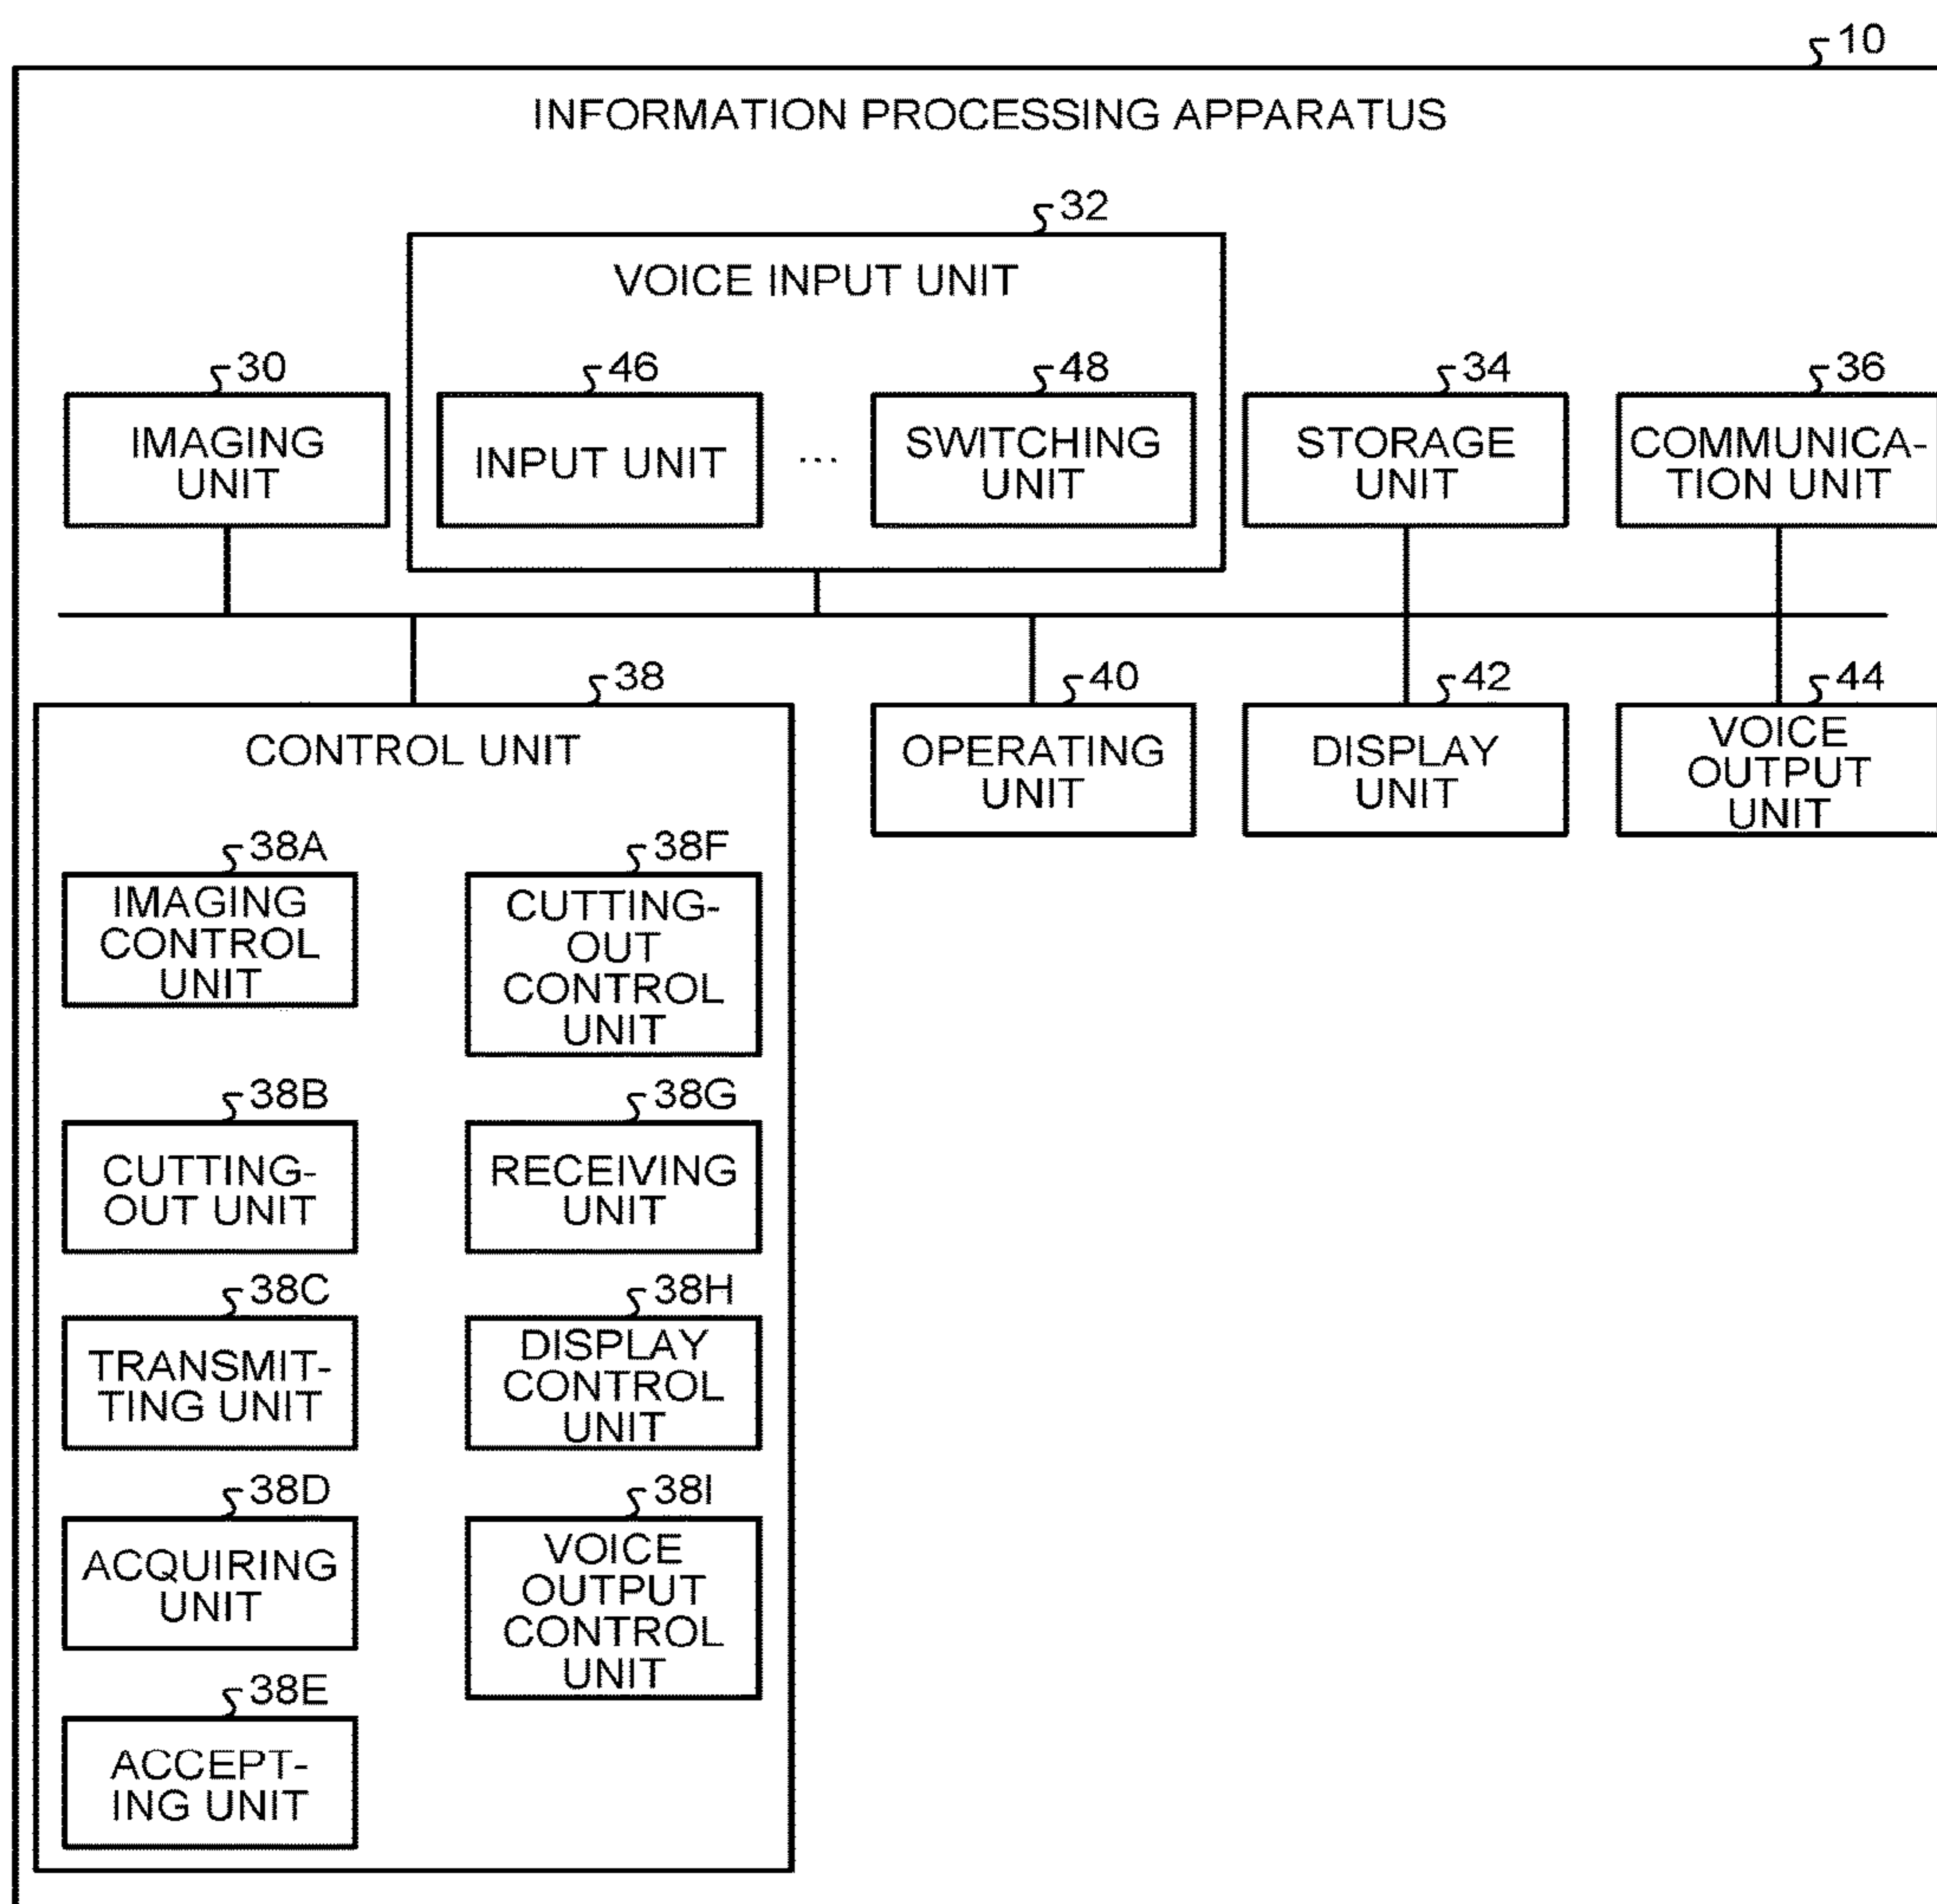 10
INFORMATION PROCESSING APPARATUS
32
VOICE INPUT UNIT
30
IMAGING
UNIT
46
INPUT UNIT
...
48
SWITCHING
UNIT
34
STORAGE
UNIT
36
COMMUNICA-
TION UNIT
38
CONTROL UNIT
40
OPERATING
UNIT
42
DISPLAY
UNIT
44
VOICE
OUTPUT
UNIT
38A
IMAGING
CONTROL
UNIT
38F
CUTTING-
OUT
CONTROL
UNIT
38B
CUTTING-
OUT UNIT
38G
RECEIVING
UNIT
38C
TRANSMIT-
TING UNIT
38H
DISPLAY
CONTROL
UNIT
38D
ACQUIRING
UNIT
38I
VOICE
OUTPUT
CONTROL
UNIT
38E
ACCEPT-
ING UNIT